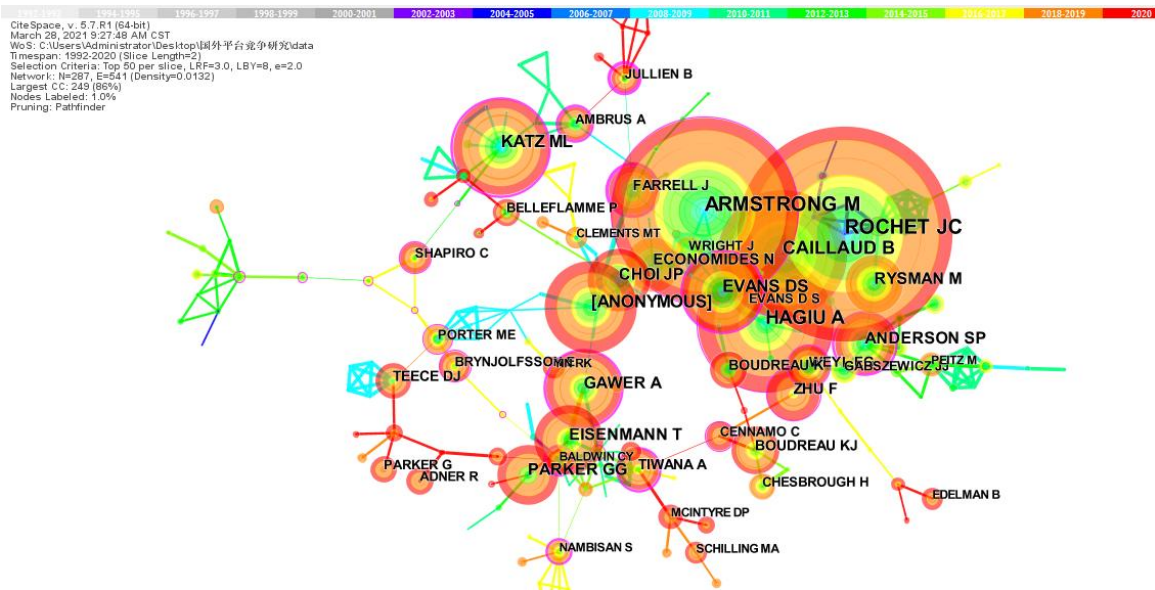 1992-1993 1994-1995 1996-1997 1998-1999 2000-2001 2002-2003 2004-2005 2006-2007 2008-2009 2010-2011 2012-2013 2014-2015 2016-2017 2018-2019 2020
CiteSpace, v. 5.7.R1 (64-bit)
March 28, 2021 9:27:48 AM CST
WoS: C:\Users\Administrator\Desktop\国外平台竞争研究\data
Timespan: 1992-2020 (Slice Length=2)
Selection Criteria: Top 50 per slice, LRF=3.0, LBY=8, e=2.0
Network: N=287, E=541 (Density=0.0132)
Largest CC: 249 (86%)
Nodes Labeled: 1.0%
Pruning: Pathfinder
JULLIEN B
AMBRUS A
KATZ ML
FARRELL J
ARMSTRONG M
BELLEFLAMME P
ROCHET JC
CLEMENTS MT
WRIGHT J
CAILLAUD B
SHAPIRO C
ECONOMIDES N
CHOI JP
RYSMAN M
EVANS DS
[ANONYMOUS]
EVANS D S
HAGIU A
PORTER ME
ANDERSON SP
BRYNJOLFSSON E
WEYL EG
PEITZ M
BOUDREAU K
GABSZEWICZ JJ
TEECE DJ
GAWER A
ZHU F
EISENMANN T
CENNAMO C
BOUDREAU KJ
BALDWIN CY
PARKER G
PARKER GG
TIWANA A
ADNER R
CHESBROUGH H
EDELMAN B
MCINTYRE DP
NAMBISAN S
SCHILLING MA